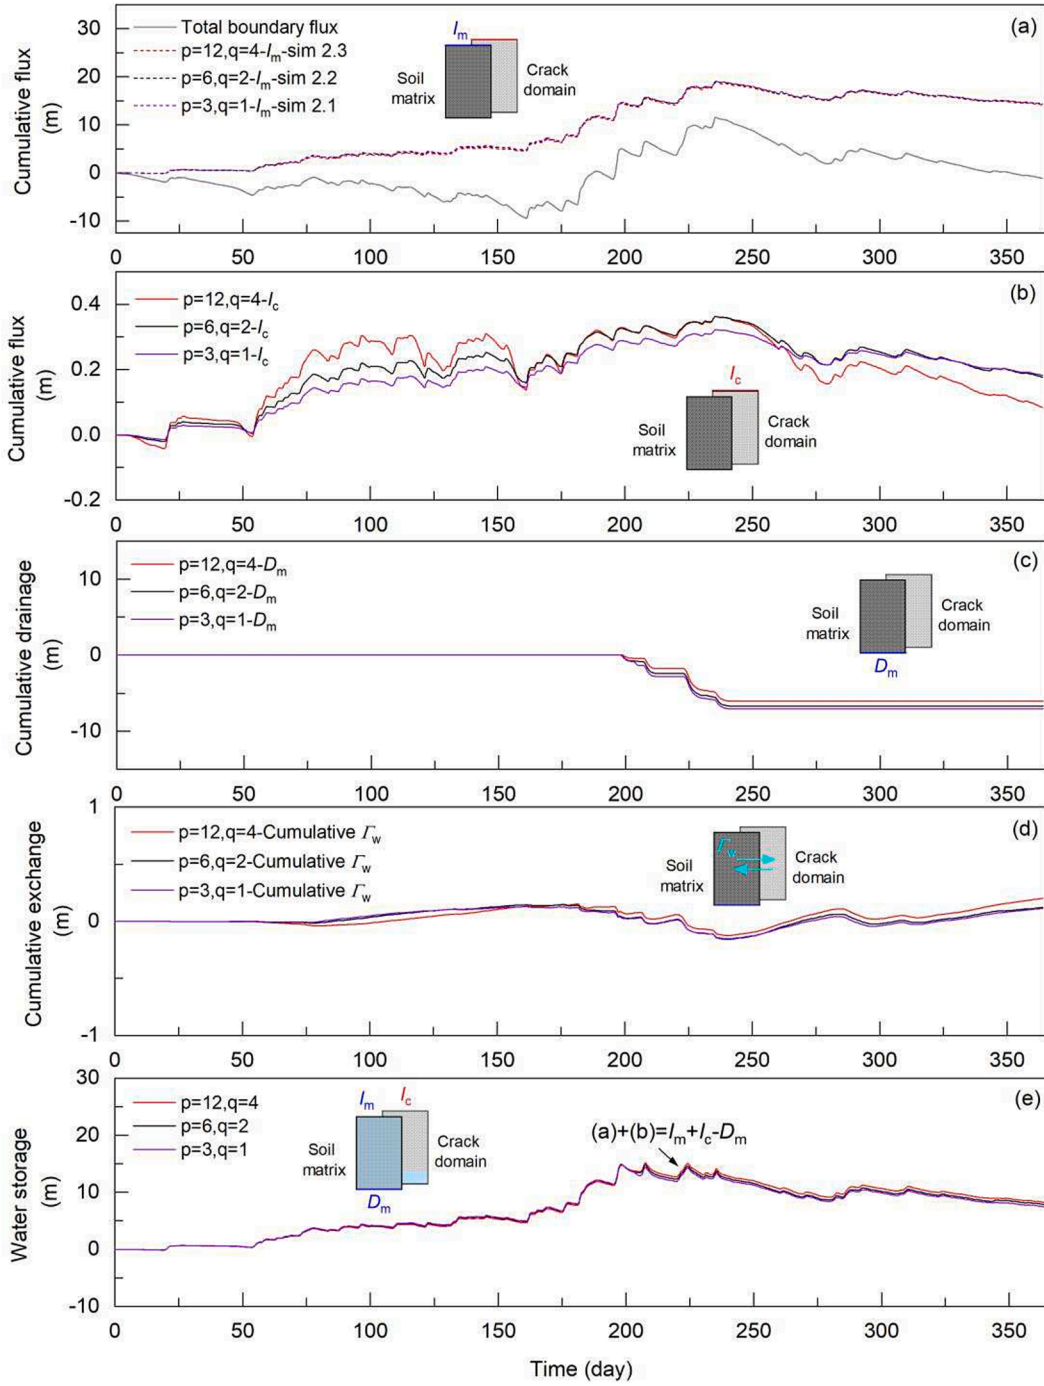 Cumulative flux
(m)
30
20
10
0
-10
Total boundary flux
p=12,q=4-Im-sim 2.3
p=6,q=2-Im-sim 2.2
p=3,q=1-Im-sim 2.1
Im
Soil
matrix
Crack
domain
(a)
0 50 100 150 200 250 300 350
Cumulative flux
(m)
0.4
0.2
0.0
-0.2
p=12,q=4-Ic
p=6,q=2-Ic
p=3,q=1-Ic
Ic
Soil
matrix
Crack
domain
(b)
0 50 100 150 200 250 300 350
Cumulative drainage
(m)
10
0
-10
p=12,q=4-Dm
p=6,q=2-Dm
p=3,q=1-Dm
Soil
matrix
Crack
domain
Dm
(c)
0 50 100 150 200 250 300 350
Cumulative exchange
(m)
1
0
-1
p=12,q=4-Cumulative Γw
p=6,q=2-Cumulative Γw
p=3,q=1-Cumulative Γw
Γw
Soil
matrix
Crack
domain
(d)
0 50 100 150 200 250 300 350
Water storage
(m)
30
20
10
0
-10
p=12,q=4
p=6,q=2
p=3,q=1
Im Ic
Soil
matrix
Crack
domain
Dm
(a)+(b)=Im+Ic-Dm
(e)
0 50 100 150 200 250 300 350
Time (day)